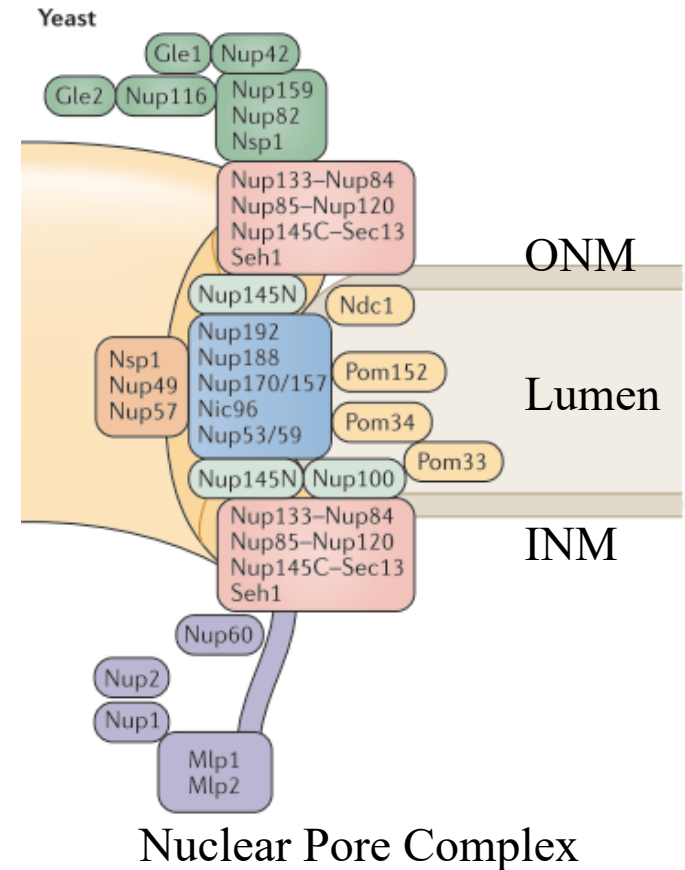 Yeast
Gle1
Nup42
Gle2
Nup116
Nup159
Nup82
Nsp1
Nup133–Nup84
Nup85–Nup120
Nup145C–Sec13
Seh1
ONM
Nup145N
Ndc1
Nup192
Nup188
Nup170/157
Nic96
Nup53/59
Nsp1
Nup49
Nup57
Pom152
Lumen
Pom34
Pom33
Nup145N
Nup100
Nup133–Nup84
Nup85–Nup120
Nup145C–Sec13
Seh1
INM
Nup60
Nup2
Nup1
Mlp1
Mlp2
Nuclear Pore Complex